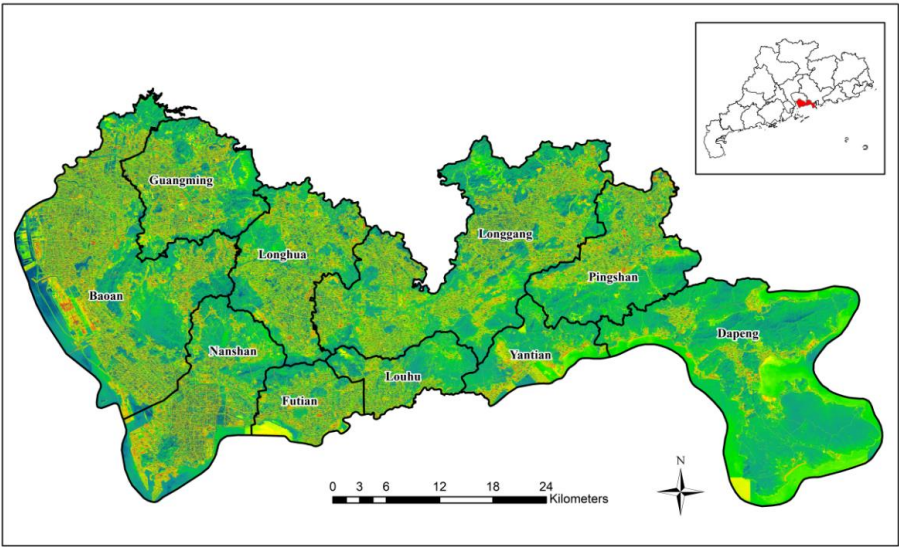 Guangming
Longhua
Longgang
Pingshan
Baoan
Nanshan
Futian
Louhu
Yantian
Dapeng
N
0 3 6 12 18 24
Kilometers